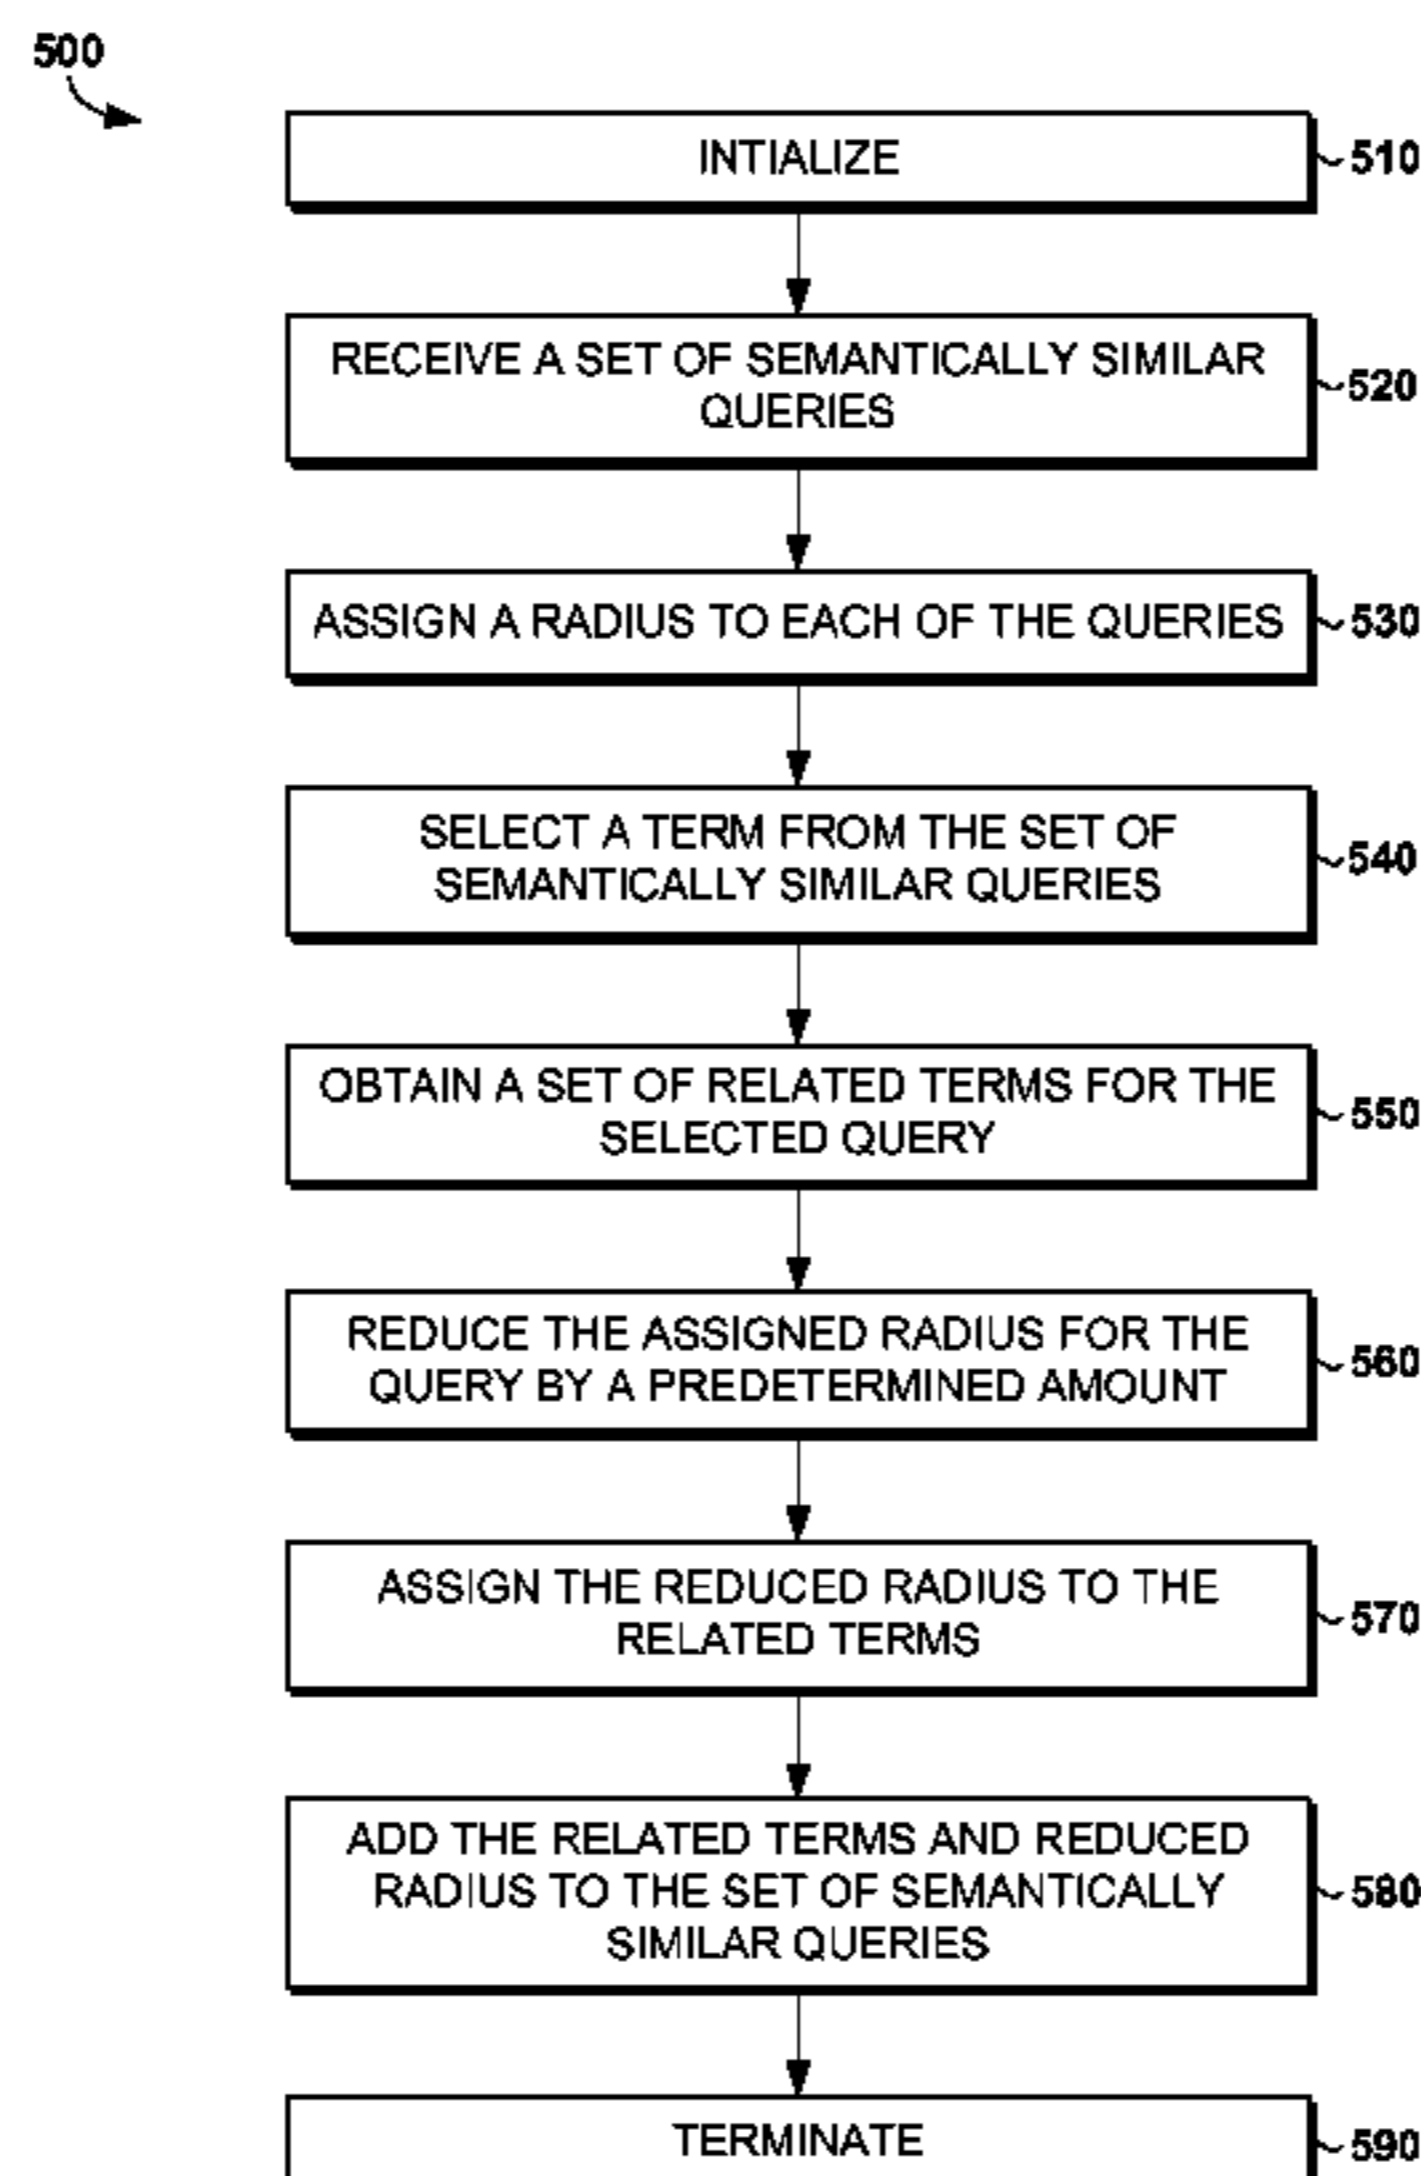 500
INTIALIZE
510
RECEIVE A SET OF SEMANTICALLY SIMILAR
QUERIES
520
ASSIGN A RADIUS TO EACH OF THE QUERIES
530
SELECT A TERM FROM THE SET OF
SEMANTICALLY SIMILAR QUERIES
540
OBTAIN A SET OF RELATED TERMS FOR THE
SELECTED QUERY
550
REDUCE THE ASSIGNED RADIUS FOR THE
QUERY BY A PREDETERMINED AMOUNT
560
ASSIGN THE REDUCED RADIUS TO THE
RELATED TERMS
570
ADD THE RELATED TERMS AND REDUCED
RADIUS TO THE SET OF SEMANTICALLY
SIMILAR QUERIES
580
TERMINATE
590